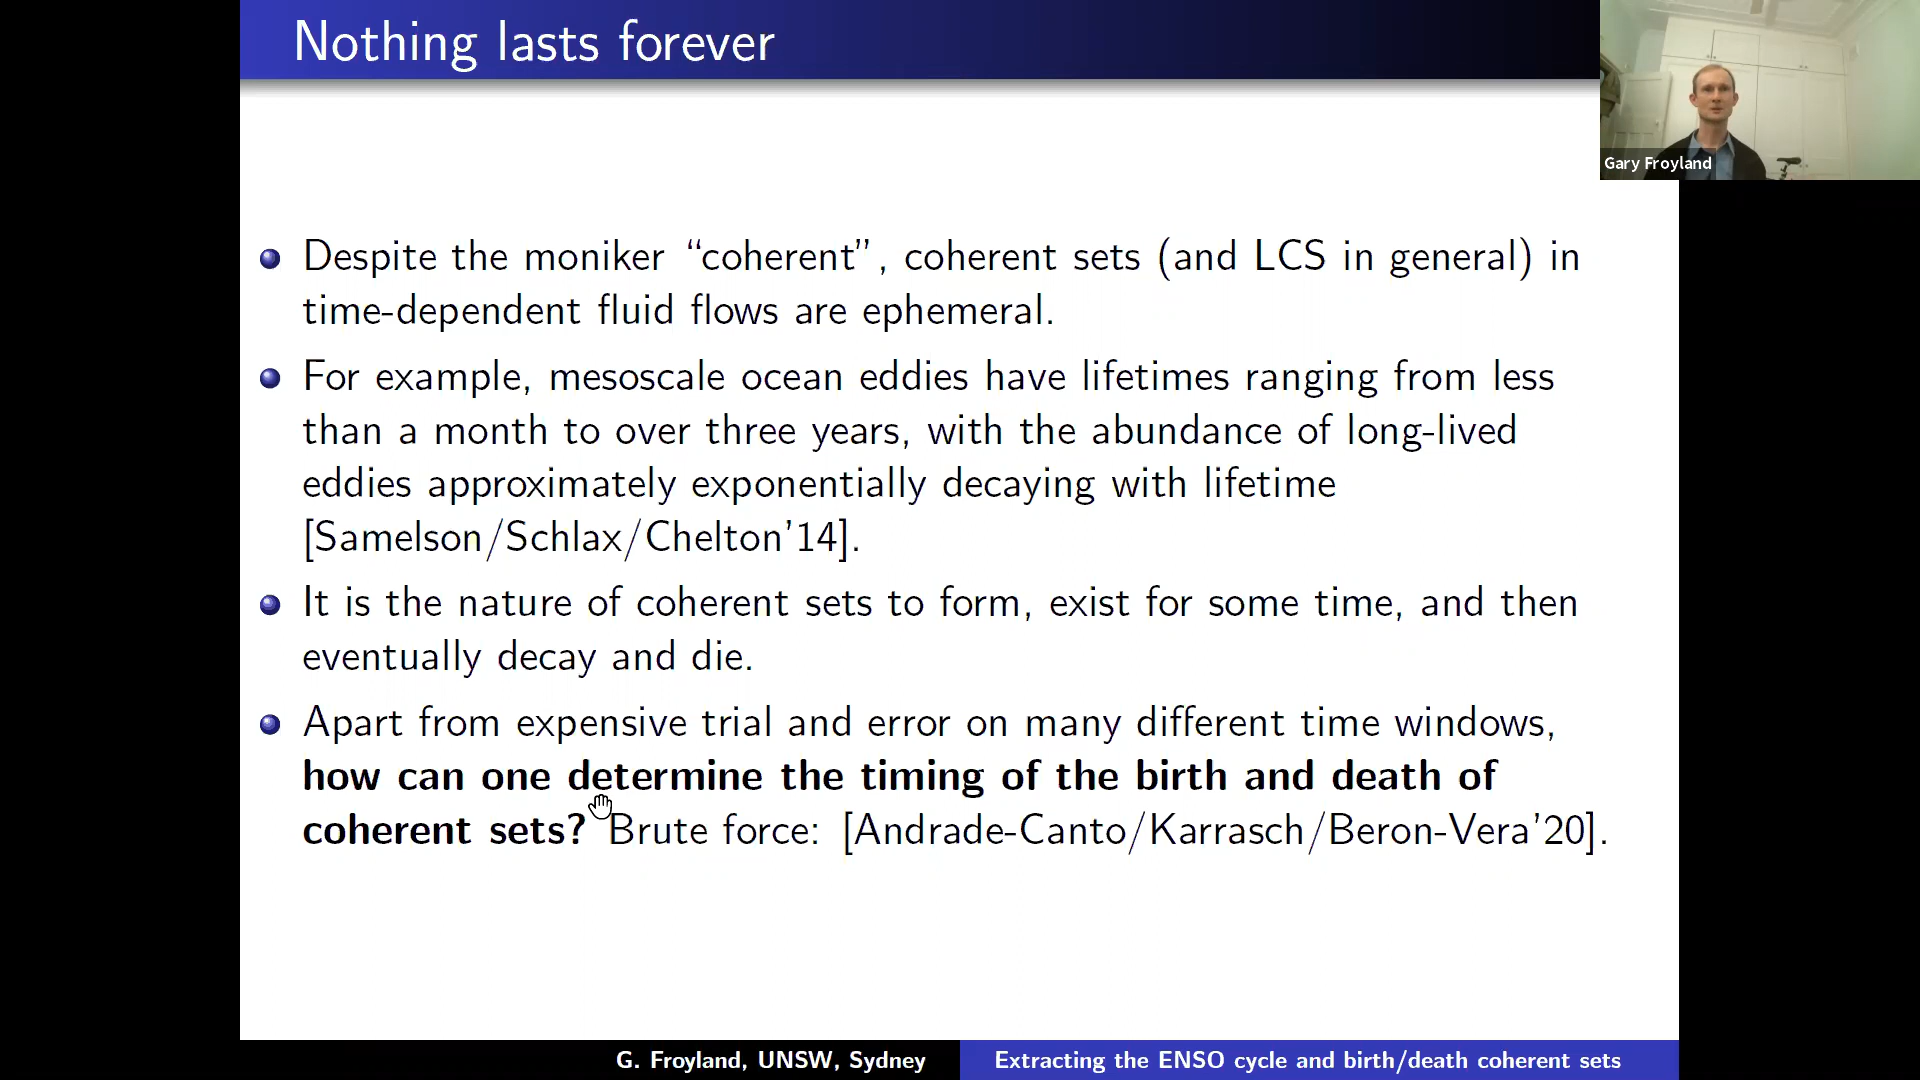 Nothing lasts forever
Gary Froyland
Despite the moniker “coherent”, coherent sets (and LCS in general) in
time-dependent fluid flows are ephemeral.
For example, mesoscale ocean eddies have lifetimes ranging from less
than a month to over three years, with the abundance of long-lived
eddies approximately exponentially decaying with lifetime
[Samelson/Schlax/Chelton’14].
It is the nature of coherent sets to form, exist for some time, and then
eventually decay and die.
Apart from expensive trial and error on many different time windows,
how can one determine the timing of the birth and death of
coherent sets? Brute force: [Andrade-Canto/Karrasch/Beron-Vera’20].
G. Froyland, UNSW, Sydney
Extracting the ENSO cycle and birth/death coherent sets